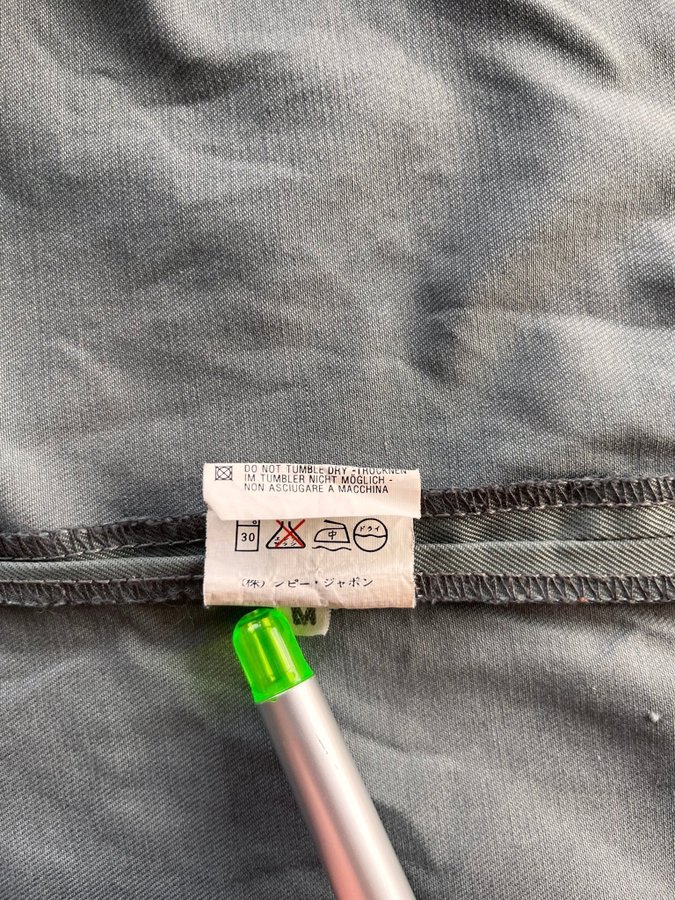 DO NOT TUMBLE DRY -TROCKNEN
IM TUMBLER NICHT MÖGLICH -
NON ASCIUGARE A MACCHINA
30 中 ドライ
(株) シピー・ジャポン
M